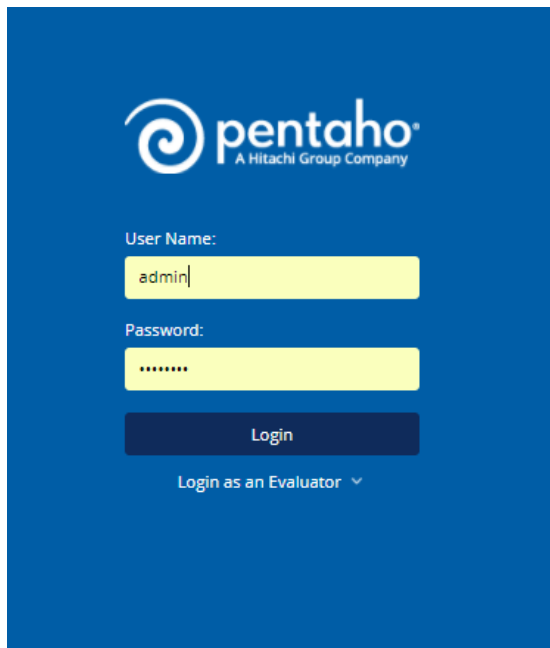 pentaho®
A Hitachi Group Company
User Name:
admin
Password:
••••••••
Login
Login as an Evaluator